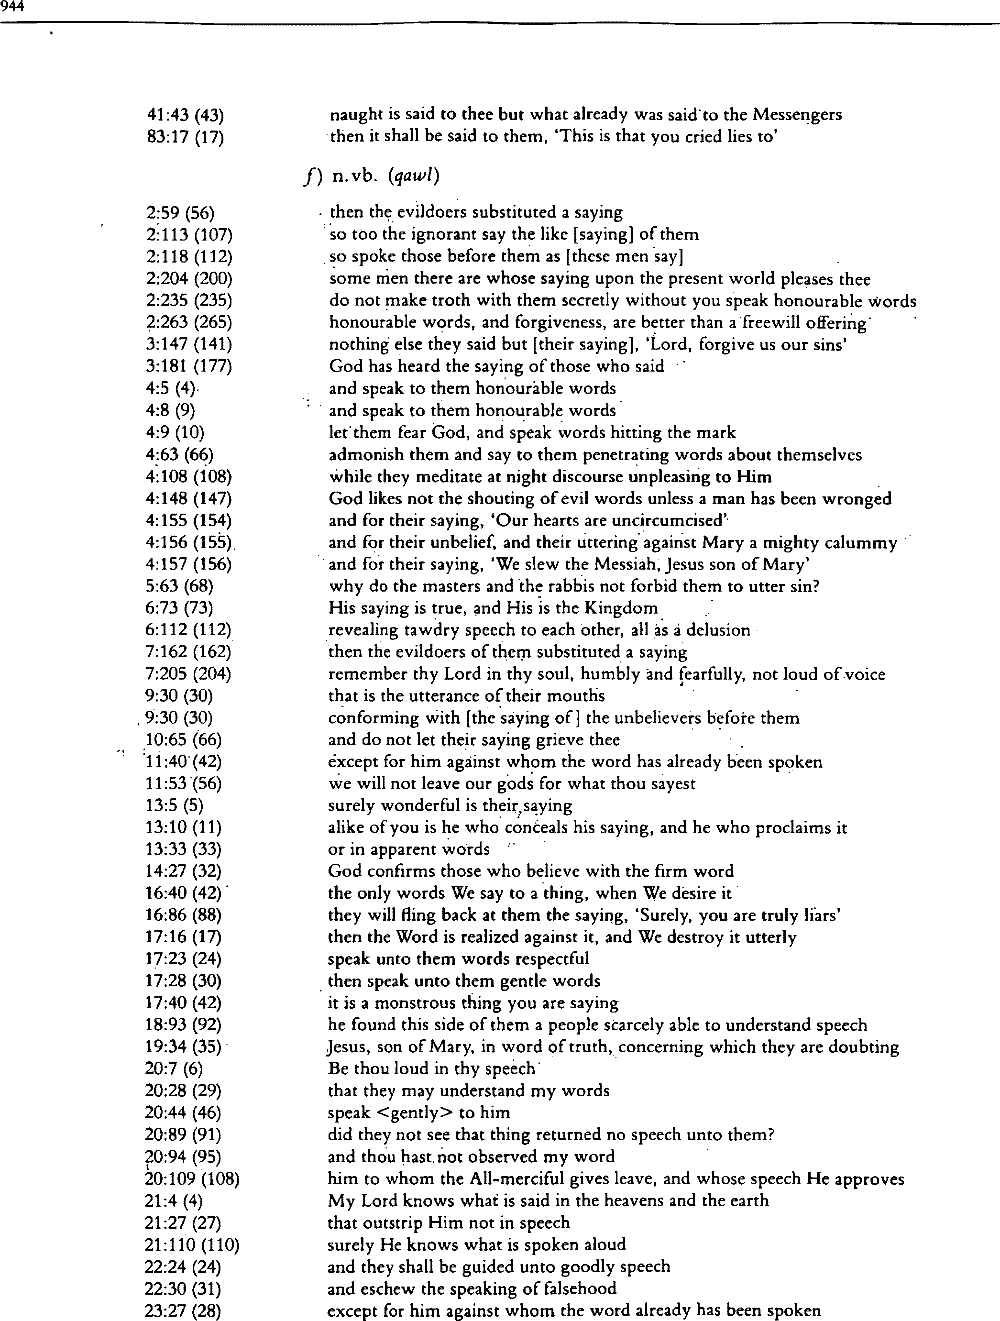 944
41:43 (43) naught is said to thee but what already was said to the Messengers
83:17 (17) then it shall be said to them, 'This is that you cried lies to'
f) n.vb. (qawl)
2:59 (56) then the evildoers substituted a saying
2:113 (107) so too the ignorant say the like [saying] of them
2:118 (112) so spoke those before them as [these men say]
2:204 (200) some men there are whose saying upon the present world pleases thee
2:235 (235) do not make troth with them secretly without you speak honourable words
2:263 (265) honourable words, and forgiveness, are better than a freewill offering
3:147 (141) nothing else they said but [their saying], 'Lord, forgive us our sins'
3:181 (177) God has heard the saying of those who said
4:5 (4) and speak to them honourable words
4:8 (9) and speak to them honourable words
4:9 (10) let them fear God, and speak words hitting the mark
4:63 (66) admonish them and say to them penetrating words about themselves
4:108 (108) while they meditate at night discourse unpleasing to Him
4:148 (147) God likes not the shouting of evil words unless a man has been wronged
4:155 (154) and for their saying, 'Our hearts are uncircumcised'
4:156 (155) and for their unbelief, and their uttering against Mary a mighty calummy
4:157 (156) and for their saying, 'We slew the Messiah, Jesus son of Mary'
5:63 (68) why do the masters and the rabbis not forbid them to utter sin?
6:73 (73) His saying is true, and His is the Kingdom
6:112 (112) revealing tawdry speech to each other, all as a delusion
7:162 (162) then the evildoers of them substituted a saying
7:205 (204) remember thy Lord in thy soul, humbly and fearfully, not loud of voice
9:30 (30) that is the utterance of their mouths
9:30 (30) conforming with [the saying of] the unbelievers before them
10:65 (66) and do not let their saying grieve thee
11:40 (42) except for him against whom the word has already been spoken
11:53 (56) we will not leave our gods for what thou sayest
13:5 (5) surely wonderful is their saying
13:10 (11) alike of you is he who conceals his saying, and he who proclaims it
13:33 (33) or in apparent words
14:27 (32) God confirms those who believe with the firm word
16:40 (42) the only words We say to a thing, when We desire it
16:86 (88) they will fling back at them the saying, 'Surely, you are truly liars'
17:16 (17) then the Word is realized against it, and We destroy it utterly
17:23 (24) speak unto them words respectful
17:28 (30) then speak unto them gentle words
17:40 (42) it is a monstrous thing you are saying
18:93 (92) he found this side of them a people scarcely able to understand speech
19:34 (35) Jesus, son of Mary, in word of truth, concerning which they are doubting
20:7 (6) Be thou loud in thy speech
20:28 (29) that they may understand my words
20:44 (46) speak <gently> to him
20:89 (91) did they not see that thing returned no speech unto them?
20:94 (95) and thou hast not observed my word
20:109 (108) him to whom the All-merciful gives leave, and whose speech He approves
21:4 (4) My Lord knows what is said in the heavens and the earth
21:27 (27) that outstrip Him not in speech
21:110 (110) surely He knows what is spoken aloud
22:24 (24) and they shall be guided unto goodly speech
22:30 (31) and eschew the speaking of falsehood
23:27 (28) except for him against whom the word already has been spoken